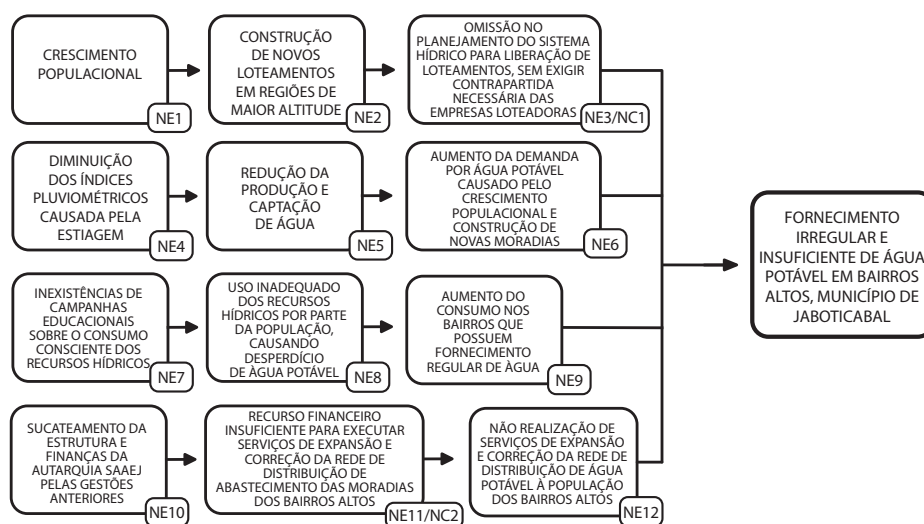 CRESCIMENTO
POPULACIONAL
NE1
CONSTRUÇÃO
DE NOVOS
LOTEAMENTOS
EM REGIÕES DE
MAIOR ALTITUDE
NE2
OMISSÃO NO
PLANEJAMENTO DO SISTEMA
HÍDRICO PARA LIBERAÇÃO DE
LOTEAMENTOS, SEM EXIGIR
CONTRAPARTIDA
NECESSÁRIA DAS
EMPRESAS LOTEADORAS
NE3/NC1
DIMINUIÇÃO
DOS ÍNDICES
PLUVIOMÉTRICOS
CAUSADA PELA
ESTIAGEM
NE4
REDUÇÃO DA
PRODUÇÃO E
CAPTAÇÃO
DE ÁGUA
NE5
AUMENTO DA DEMANDA
POR ÁGUA POTÁVEL
CAUSADO PELO
CRESCIMENTO
POPULACIONAL E
CONSTRUÇÃO DE
NOVAS MORADIAS
NE6
INEXISTÊNCIAS DE
CAMPANHAS
EDUCACIONAIS
SOBRE O CONSUMO
CONSCIENTE DOS
RECURSOS HÍDRICOS
NE7
USO INADEQUADO
DOS RECURSOS
HÍDRICOS POR PARTE
DA POPULAÇÃO,
CAUSANDO
DESPERDÍCIO
DE ÀGUA POTÁVEL
NE8
AUMENTO DO
CONSUMO NOS
BAIRROS QUE
POSSUEM
FORNECIMENTO
REGULAR DE ÀGUA
NE9
SUCATEAMENTO DA
ESTRUTURA E
FINANÇAS DA
AUTARQUIA SAAEJ
PELAS GESTÕES
ANTERIORES
NE10
RECURSO FINANCEIRO
INSUFICIENTE PARA EXECUTAR
SERVIÇOS DE EXPANSÃO E
CORREÇÃO DA REDE DE
DISTRIBUIÇÃO DE
ABASTECIMENTO DAS MORADIAS
DOS BAIRROS ALTOS
NE11/NC2
NÃO REALIZAÇÃO DE
SERVIÇOS DE EXPANSÃO
E CORREÇÃO DA REDE DE
DISTRIBUIÇÃO DE ÁGUA
POTÁVEL À POPULAÇÃO
DOS BAIRROS ALTOS
NE12
FORNECIMENTO
IRREGULAR E
INSUFICIENTE DE ÁGUA
POTÁVEL EM BAIRROS
ALTOS, MUNICÍPIO DE
JABOTICABAL